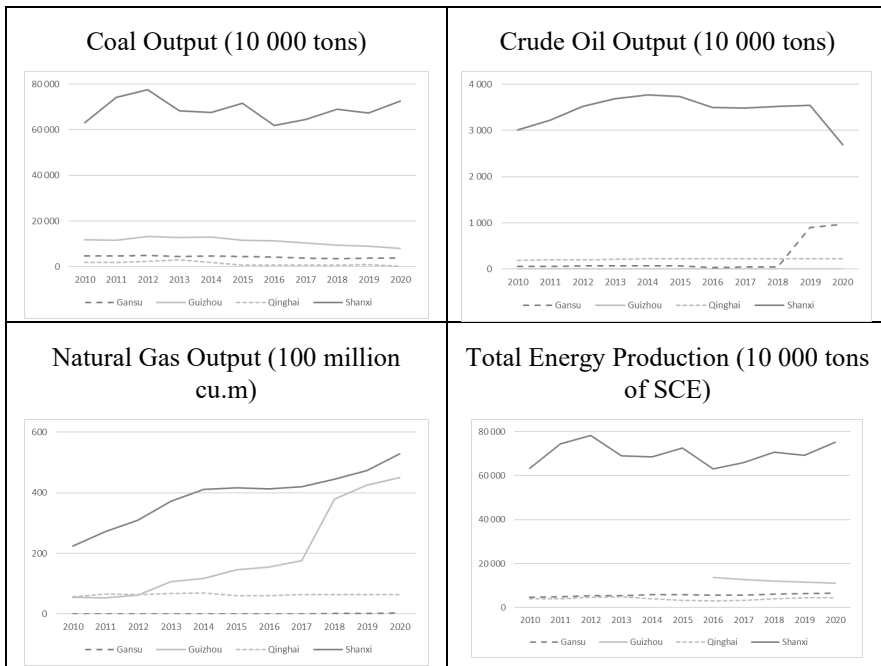 Coal Output (10 000 tons)
80 000
60 000
40 000
20 000
0
2010 2011 2012 2013 2014 2015 2016 2017 2018 2019 2020
Gansu Guizhou Qinghai Shanxi
Crude Oil Output (10 000 tons)
4 000
3 000
2 000
1 000
0
2010 2011 2012 2013 2014 2015 2016 2017 2018 2019 2020
Gansu Guizhou Qinghai Shanxi
Natural Gas Output (100 million
cu.m)
600
400
200
0
2010 2011 2012 2013 2014 2015 2016 2017 2018 2019 2020
Gansu Guizhou Qinghai Shanxi
Total Energy Production (10 000 tons
of SCE)
80 000
60 000
40 000
20 000
0
2010 2011 2012 2013 2014 2015 2016 2017 2018 2019 2020
Gansu Guizhou Qinghai Shanxi